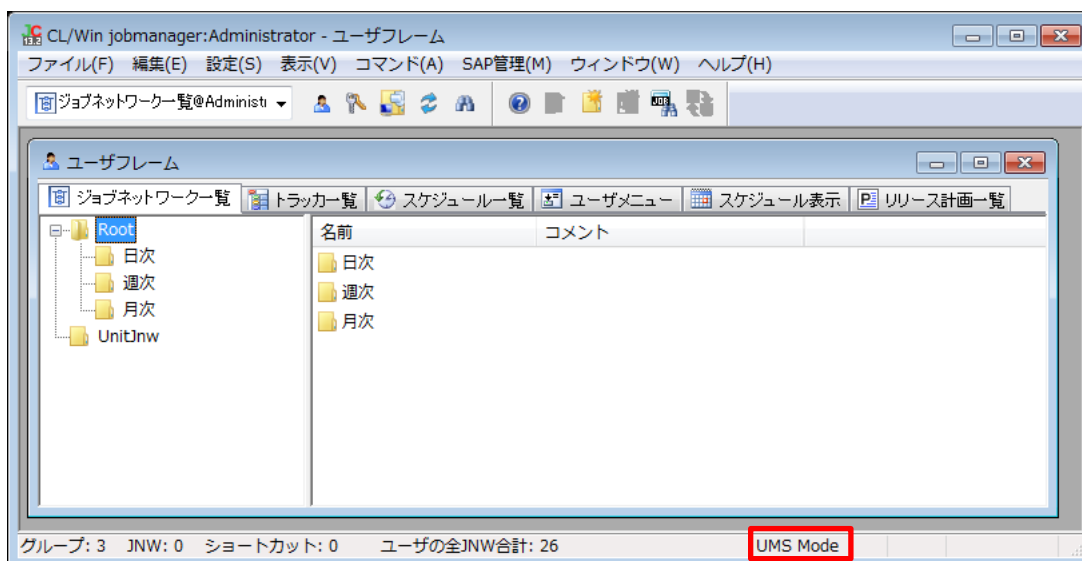 CL/Win jobmanager:Administrator - ユーザフレーム
ファイル(F) 編集(E) 設定(S) 表示(V) コマンド(A) SAP管理(M) ウィンドウ(W) ヘルプ(H)
ジョブネットワーク一覧@Administr
ユーザフレーム
ジョブネットワーク一覧 トラッカ一覧 スケジュール一覧 ユーザメニュー スケジュール表示 リリース計画一覧
Root 名前 コメント
日次 日次
週次 週次
月次 月次
UnitJnw
グループ: 3 JNW: 0 ショートカット: 0 ユーザの全JNW合計: 26 UMS Mode